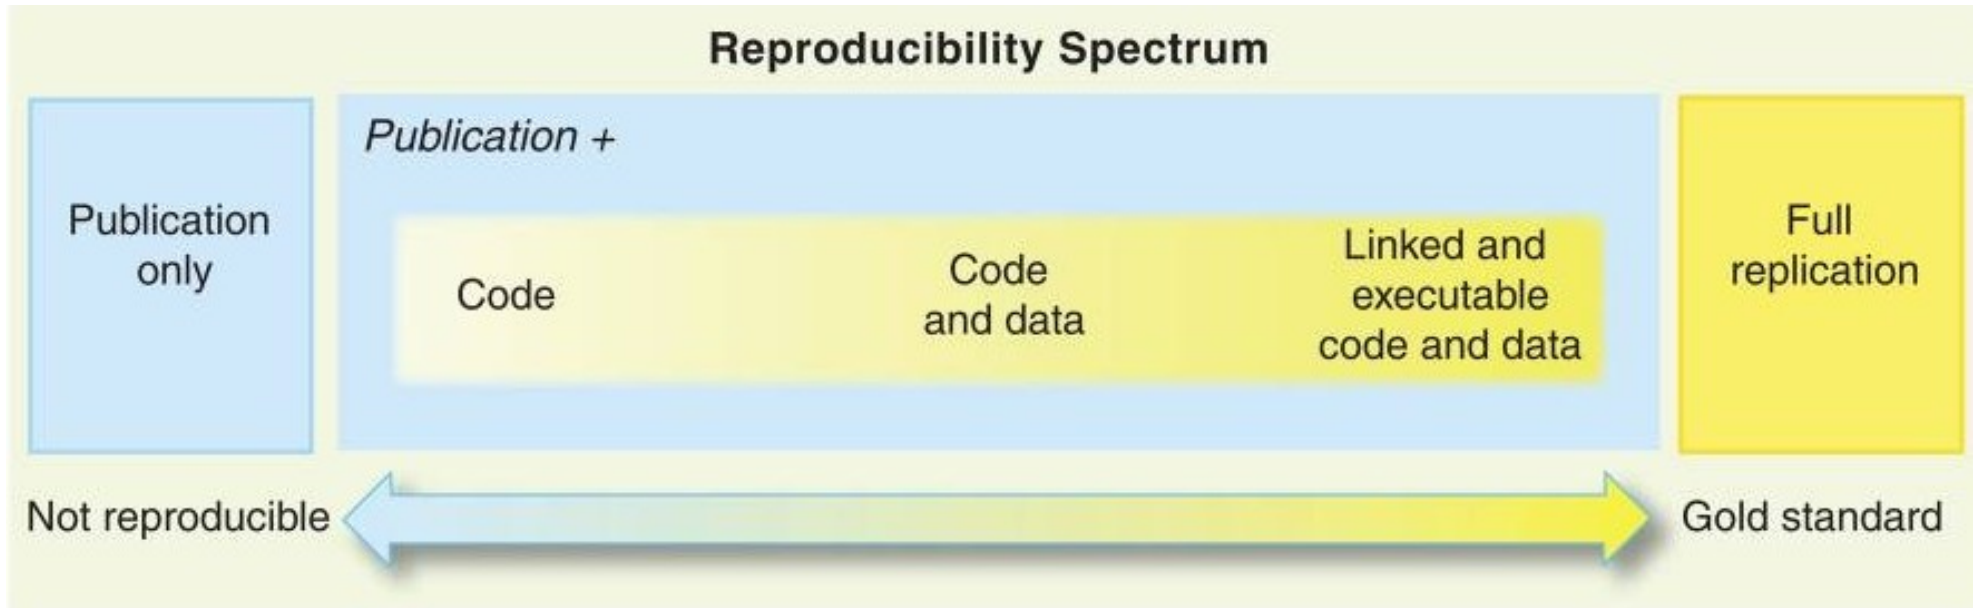 Reproducibility Spectrum
Publication
only
Publication +
Code
Code
and data
Linked and
executable
code and data
Full
replication
Not reproducible
Gold standard